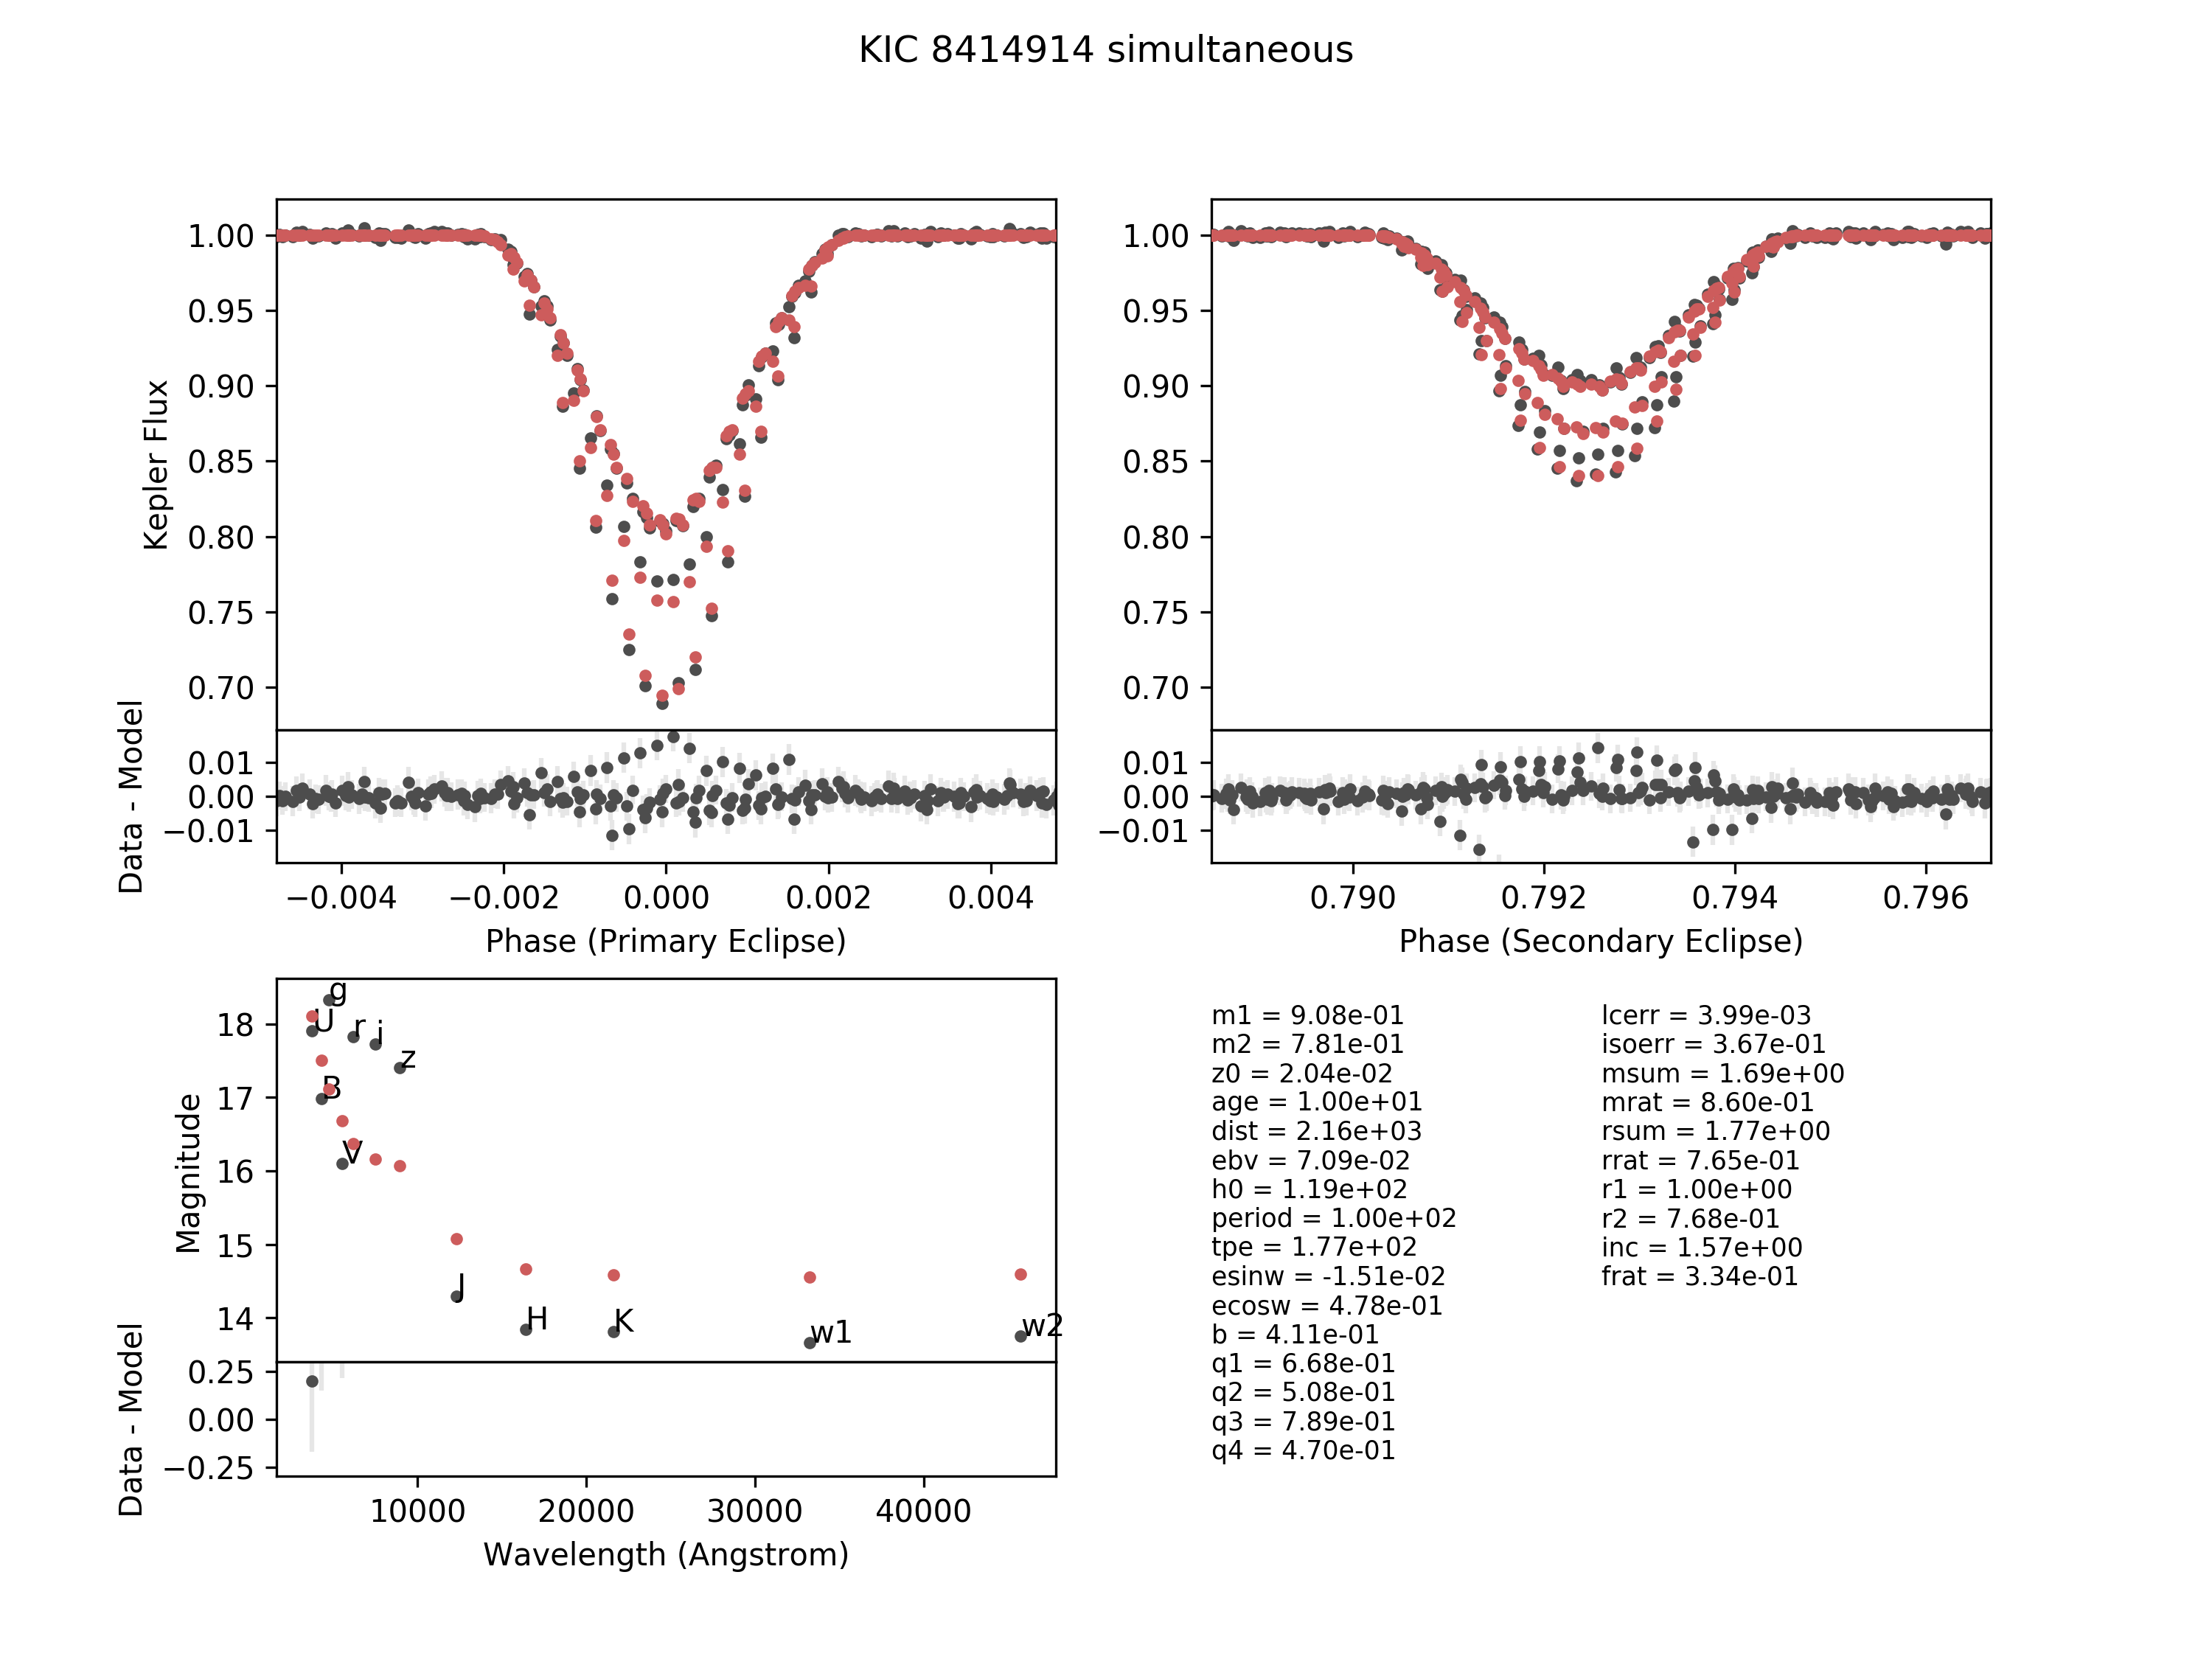 KIC 8414914 simultaneous
1.00
0.95
0.90
0.85
0.80
0.75
0.70
Kepler Flux
0.01
0.00
−0.01
Data - Model
−0.004 −0.002 0.000 0.002 0.004
Phase (Primary Eclipse)
1.00
0.95
0.90
0.85
0.80
0.75
0.70
0.01
0.00
−0.01
0.790 0.792 0.794 0.796
Phase (Secondary Eclipse)
18
17
16
15
14
Magnitude
g
U
r
i
z
B
V
J
H
K
w1
w2
0.25
0.00
−0.25
Data - Model
10000 20000 30000 40000
Wavelength (Angstrom)
m1 = 9.08e-01
m2 = 7.81e-01
z0 = 2.04e-02
age = 1.00e+01
dist = 2.16e+03
ebv = 7.09e-02
h0 = 1.19e+02
period = 1.00e+02
tpe = 1.77e+02
esinw = -1.51e-02
ecosw = 4.78e-01
b = 4.11e-01
q1 = 6.68e-01
q2 = 5.08e-01
q3 = 7.89e-01
q4 = 4.70e-01
lcerr = 3.99e-03
isoerr = 3.67e-01
msum = 1.69e+00
mrat = 8.60e-01
rsum = 1.77e+00
rrat = 7.65e-01
r1 = 1.00e+00
r2 = 7.68e-01
inc = 1.57e+00
frat = 3.34e-01